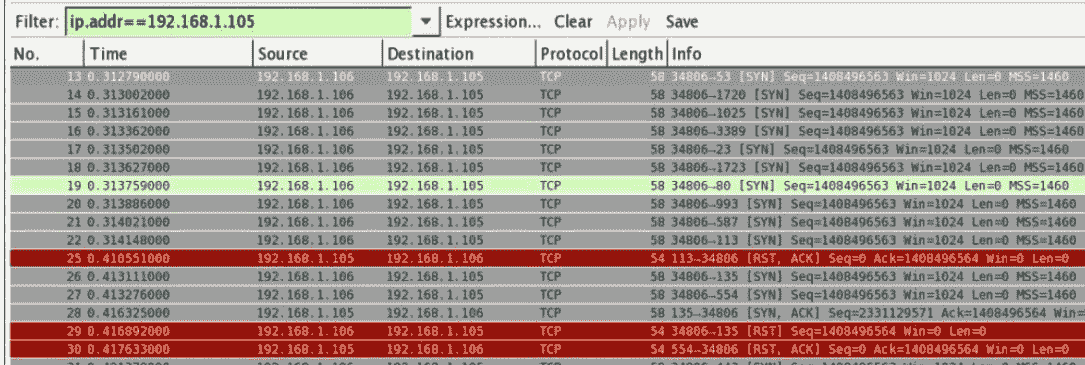 Filter: ip.addr==192.168.1.105 Expression... Clear Apply Save
No. Time Source Destination Protocol Length Info
13 0.312790000 192.168.1.106 192.168.1.105 TCP 58 34806→53 [SYN] Seq=1408496563 Win=1024 Len=0 MSS=1460
14 0.313002000 192.168.1.106 192.168.1.105 TCP 58 34806→1720 [SYN] Seq=1408496563 Win=1024 Len=0 MSS=1460
15 0.313161000 192.168.1.106 192.168.1.105 TCP 58 34806→1025 [SYN] Seq=1408496563 Win=1024 Len=0 MSS=1460
16 0.313362000 192.168.1.106 192.168.1.105 TCP 58 34806→3389 [SYN] Seq=1408496563 Win=1024 Len=0 MSS=1460
17 0.313502000 192.168.1.106 192.168.1.105 TCP 58 34806→23 [SYN] Seq=1408496563 Win=1024 Len=0 MSS=1460
18 0.313627000 192.168.1.106 192.168.1.105 TCP 58 34806→1723 [SYN] Seq=1408496563 Win=1024 Len=0 MSS=1460
19 0.313759000 192.168.1.106 192.168.1.105 TCP 58 34806→80 [SYN] Seq=1408496563 Win=1024 Len=0 MSS=1460
20 0.313886000 192.168.1.106 192.168.1.105 TCP 58 34806→993 [SYN] Seq=1408496563 Win=1024 Len=0 MSS=1460
21 0.314021000 192.168.1.106 192.168.1.105 TCP 58 34806→587 [SYN] Seq=1408496563 Win=1024 Len=0 MSS=1460
22 0.314148000 192.168.1.106 192.168.1.105 TCP 58 34806→113 [SYN] Seq=1408496563 Win=1024 Len=0 MSS=1460
25 0.410551000 192.168.1.105 192.168.1.106 TCP 54 113→34806 [RST, ACK] Seq=0 Ack=1408496564 Win=0 Len=0
26 0.413111000 192.168.1.106 192.168.1.105 TCP 58 34806→135 [SYN] Seq=1408496563 Win=1024 Len=0 MSS=1460
27 0.413276000 192.168.1.106 192.168.1.105 TCP 58 34806→554 [SYN] Seq=1408496563 Win=1024 Len=0 MSS=1460
28 0.416325000 192.168.1.105 192.168.1.106 TCP 58 135→34806 [SYN, ACK] Seq=2331129571 Ack=1408496564 Win=
29 0.416892000 192.168.1.106 192.168.1.105 TCP 54 34806→135 [RST] Seq=1408496564 Win=0 Len=0
30 0.417633000 192.168.1.105 192.168.1.106 TCP 54 554→34806 [RST, ACK] Seq=0 Ack=1408496564 Win=0 Len=0